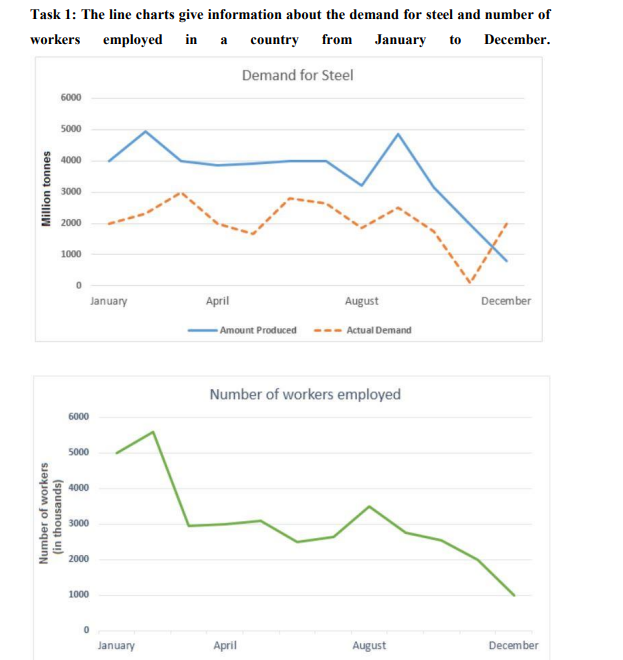 Task 1: The line charts give information about the demand for steel and number of
workers employed in a country from January to December.
Demand for Steel
Million tonnes
6000
5000
4000
3000
2000
1000
0
January April August December
Amount Produced Actual Demand
Number of workers employed
Number of workers
(in thousands)
6000
5000
4000
3000
2000
1000
0
January April August December